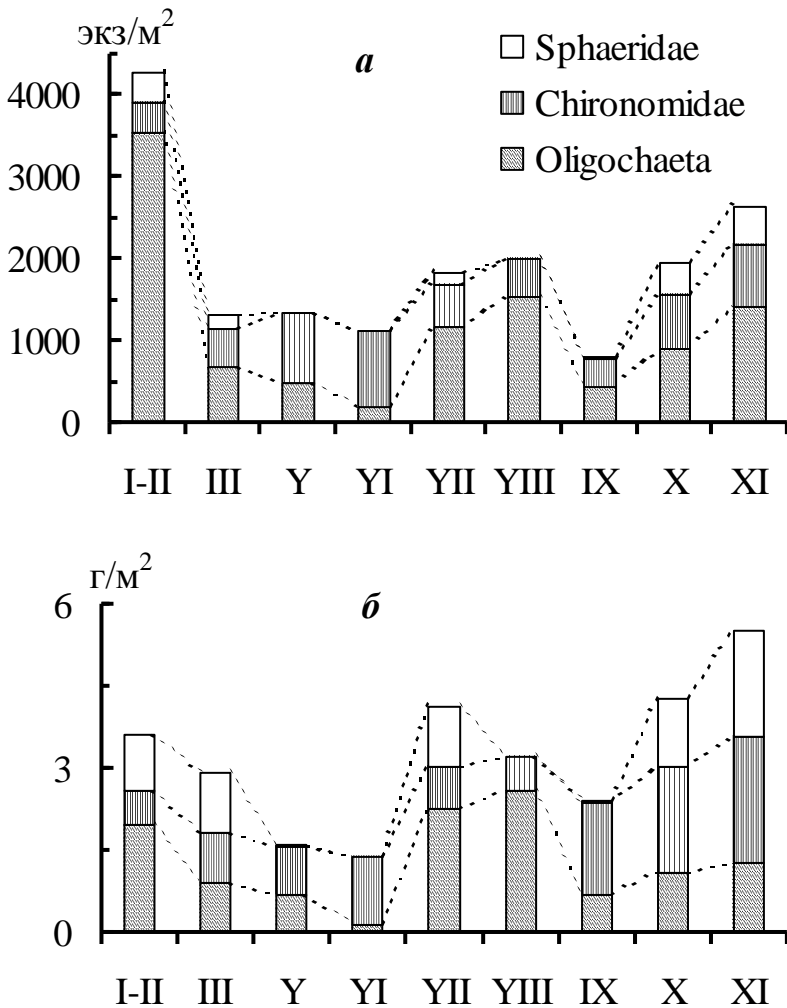 экз/м²
а
Sphaeridae
Chironomidae
Oligochaeta
4000
3000
2000
1000
0
I-II III Y YI YII YIII IX X XI
г/м²
б
6
3
0
I-II III Y YI YII YIII IX X XI